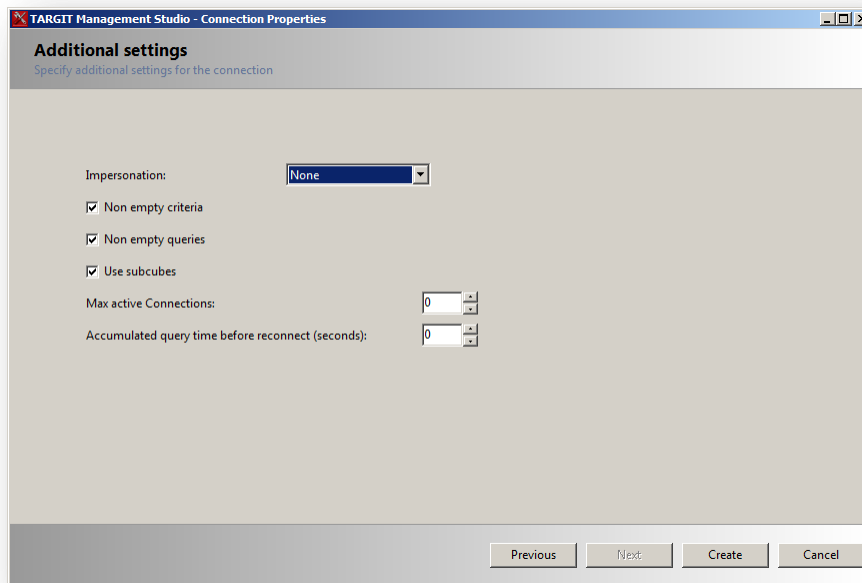 TARGIT Management Studio - Connection Properties
Additional settings
Specify additional settings for the connection
Impersonation: None
Non empty criteria
Non empty queries
Use subcubes
Max active Connections: 0
Accumulated query time before reconnect (seconds): 0
Previous Next Create Cancel